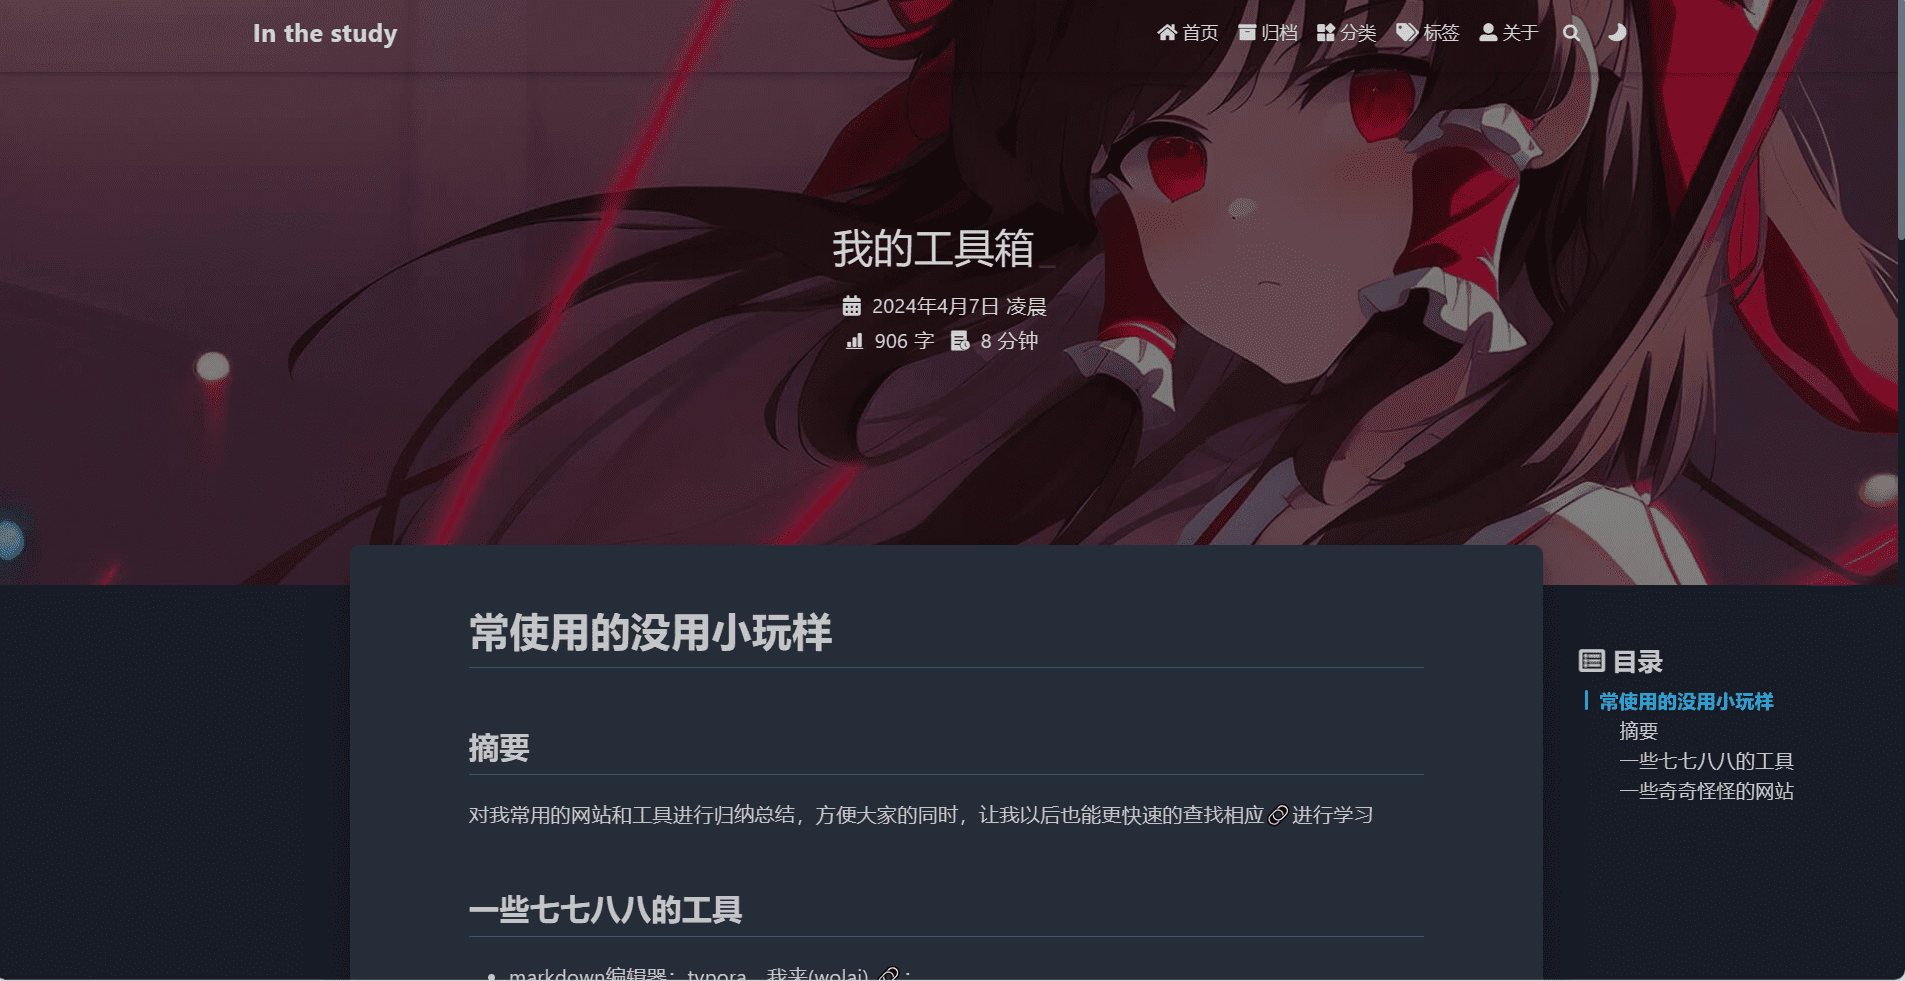 In the study
首页 归档 分类 标签 关于
我的工具箱_
2024年4月7日 凌晨
906 字 8 分钟
常使用的没用小玩样
摘要
对我常用的网站和工具进行归纳总结，方便大家的同时，让我以后也能更快速的查找相应🔗进行学习
一些七七八八的工具
markdown编辑器：typora、我来(wolai) 🔗；
目录
常使用的没用小玩样
摘要
一些七七八八的工具
一些奇奇怪怪的网站